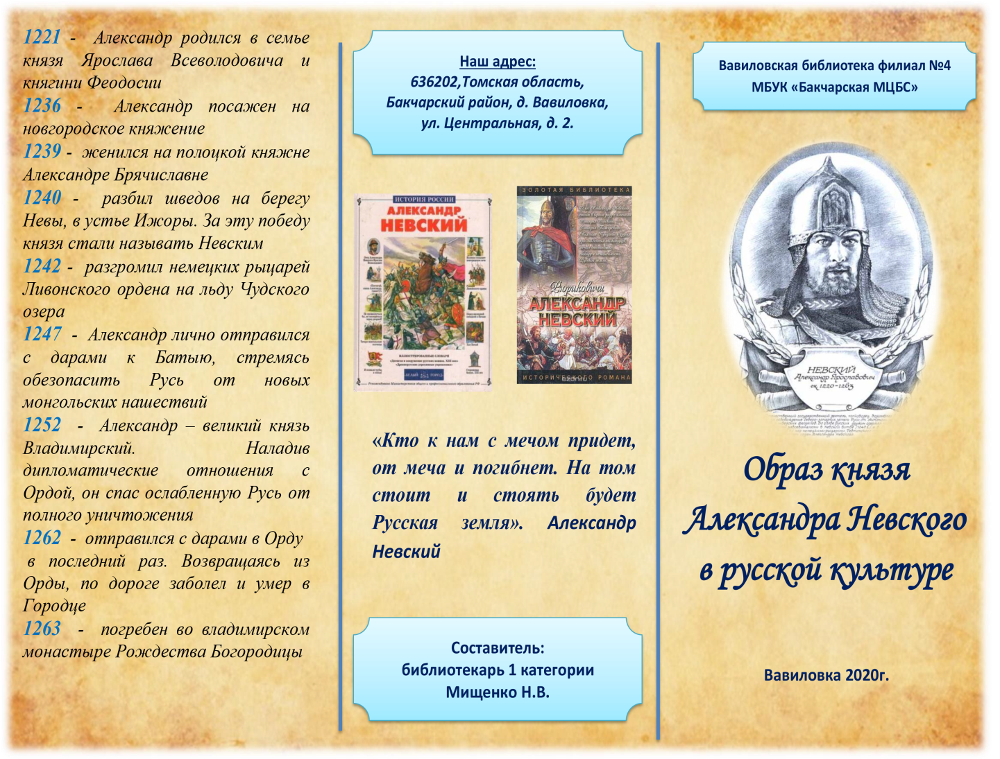 1221 - Александр родился в семье
князя Ярослава Всеволодовича и
княгини Феодосии
1236 - Александр посажен на
новгородское княжение
1239 - женился на полоцкой княжне
Александре Брячиславне
1240 - разбил шведов на берегу
Невы, в устье Ижоры. За эту победу
князя стали называть Невским
1242 - разгромил немецких рыцарей
Ливонского ордена на льду Чудского
озера
1247 - Александр лично отправился
с дарами к Батыю, стремясь
обезопасить Русь от новых
монгольских нашествий
1252 - Александр – великий князь
Владимирский. Наладив
дипломатические отношения с
Ордой, он спас ослабленную Русь от
полного уничтожения
1262 - отправился с дарами в Орду
в последний раз. Возвращаясь из
Орды, по дороге заболел и умер в
Городце
1263 - погребен во владимирском
монастыре Рождества Богородицы
Наш адрес:
636202,Томская область,
Бакчарский район, д. Вавиловка,
ул. Центральная, д. 2.
ИСТОРИЯ РОССИИ
АЛЕКСАНДР
НЕВСКИЙ
ИЛЛЮСТРИРОВАННЫЕ СЛОВАРИ
БЕЛЫЙ ГОРОД
ЗОЛОТАЯ БИБЛИОТЕКА
Рюриковичи
АЛЕКСАНДР
НЕВСКИЙ
ИСТОРИЧЕСКОГО РОМАНА
ozon.ru
«Кто к нам с мечом придет,
от меча и погибнет. На том
стоит и стоять будет
Русская земля». Александр
Невский
Составитель:
библиотекарь 1 категории
Мищенко Н.В.
Вавиловская библиотека филиал №4
МБУК «Бакчарская МЦБС»
НЕВСКИЙ
Александр Ярославович
ок 1220-1263
Образ князя
Александра Невского
в русской культуре
Вавиловка 2020г.